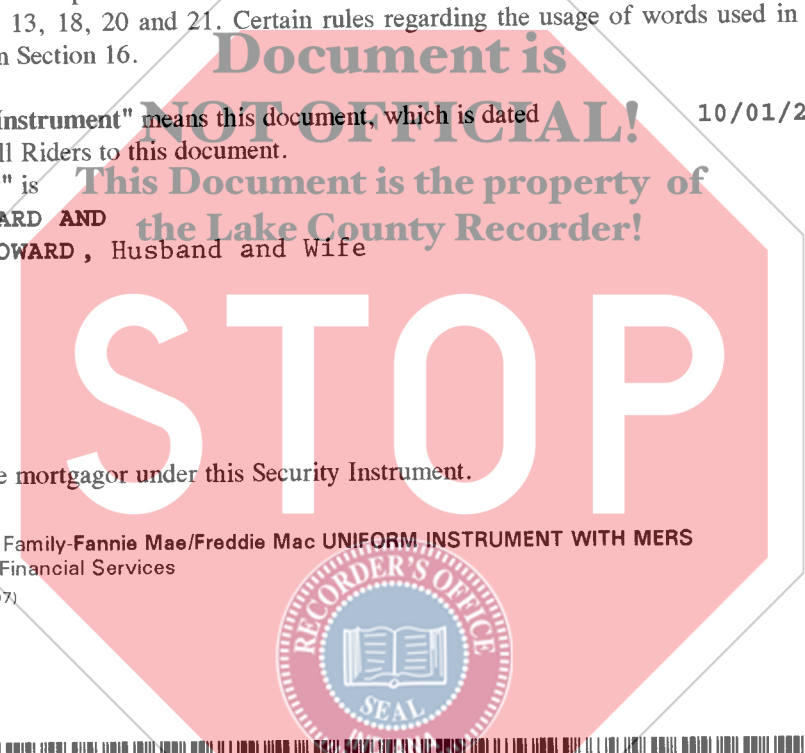 13, 18, 20 and 21. Certain rules regarding the usage of words used in
n Section 16.
Document is
Instrument" means this document, which is dated 10/01/2
NOT OFFICIAL!
ll Riders to this document.
" is
This Document is the property of
ARD AND
the Lake County Recorder!
OWARD, Husband and Wife
STOP
e mortgagor under this Security Instrument.
Family-Fannie Mae/Freddie Mac UNIFORM INSTRUMENT WITH MERS
Financial Services
07)
RECORDER'S OFFICE
SEAL
INDIANA